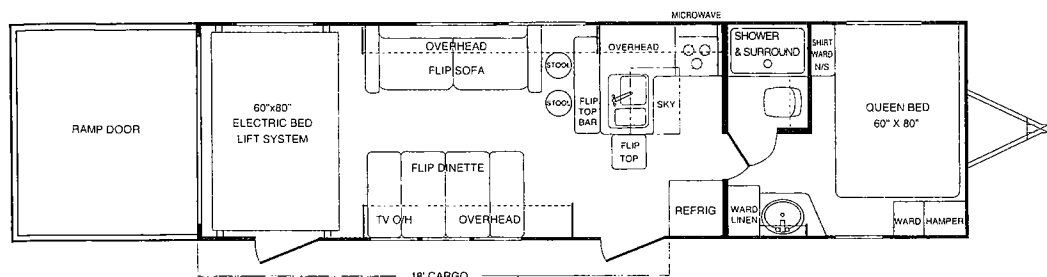 MICROWAVE
OVERHEAD
FLIP SOFA
STOOL
STOOL
OVERHEAD
SHOWER
& SURROUND
SHIRT
WARD
N/S
60"x80"
ELECTRIC BED
LIFT SYSTEM
RAMP DOOR
FLIP
TOP
BAR
SKY
QUEEN BED
60" X 80"
FLIP
TOP
FLIP DINETTE
TV O/H
OVERHEAD
REFRIG
WARD
LINEN
WARD
HAMPER
18' CARGO